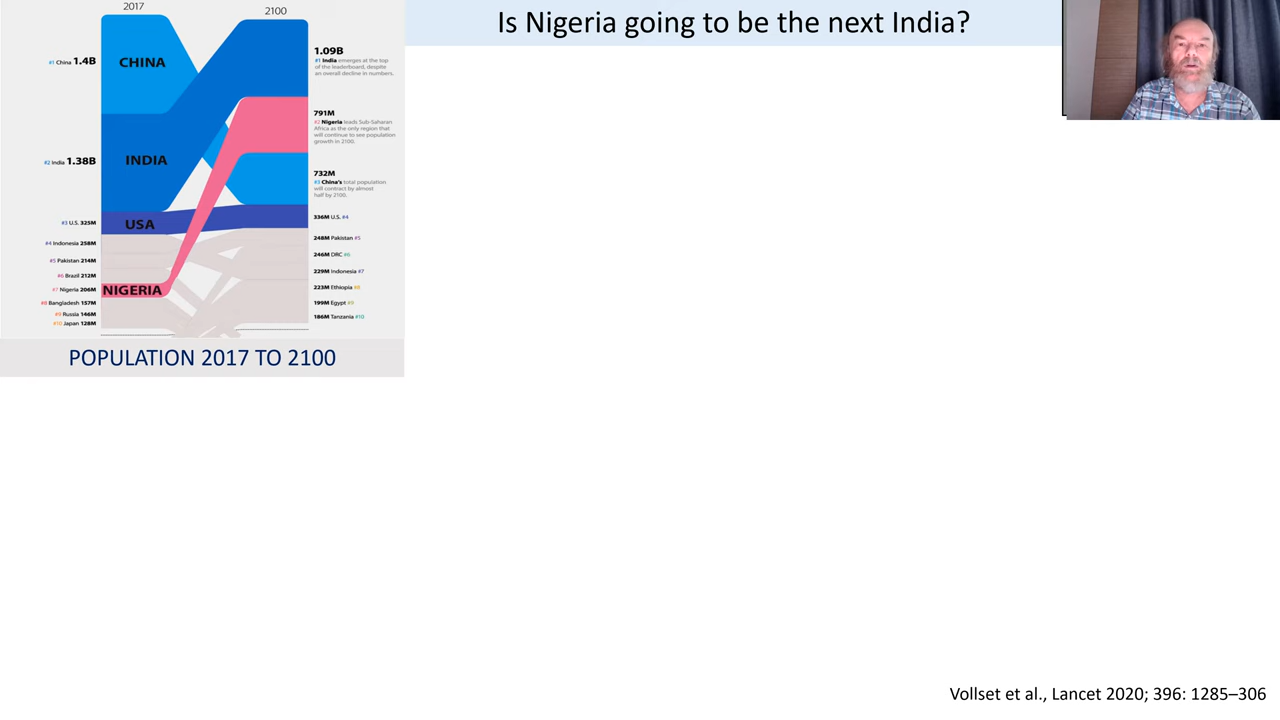 Is Nigeria going to be the next India?
2017
2100
#1 China 1.4B
CHINA
#2 India 1.38B
INDIA
#3 U.S. 325M
USA
#4 Indonesia 258M
#5 Pakistan 214M
#6 Brazil 212M
#7 Nigeria 206M
NIGERIA
#8 Bangladesh 157M
#9 Russia 146M
#10 Japan 128M
1.09B
#1 India emerges at the top
of the leaderboard, despite
an overall decline in numbers.
791M
#2 Nigeria leads Sub-Saharan
Africa as the only region that
will continue to see population
growth in 2100.
732M
#3 China's total population
will contract by almost
half by 2100.
336M U.S. #4
248M Pakistan #5
246M DRC #6
229M Indonesia #7
223M Ethiopia #8
199M Egypt #9
186M Tanzania #10
POPULATION 2017 TO 2100
Vollset et al., Lancet 2020; 396: 1285–306